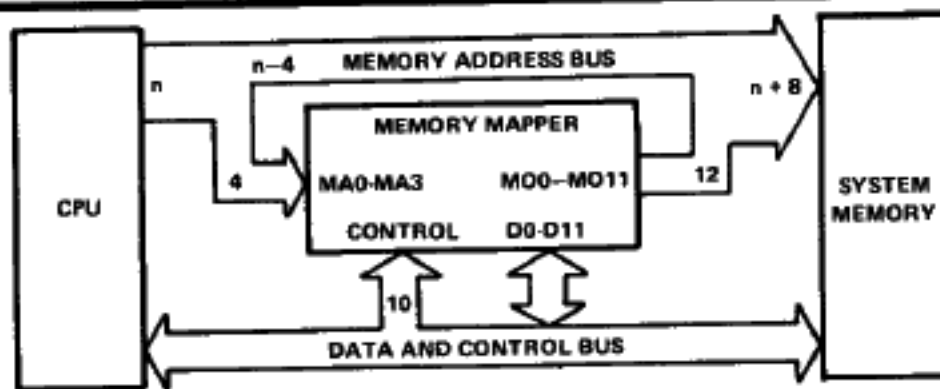 n−4 MEMORY ADDRESS BUS
n
n + 8
MEMORY MAPPER
4
MA0-MA3 MO0–MO11
12
CPU
SYSTEM
MEMORY
CONTROL D0-D11
10
DATA AND CONTROL BUS